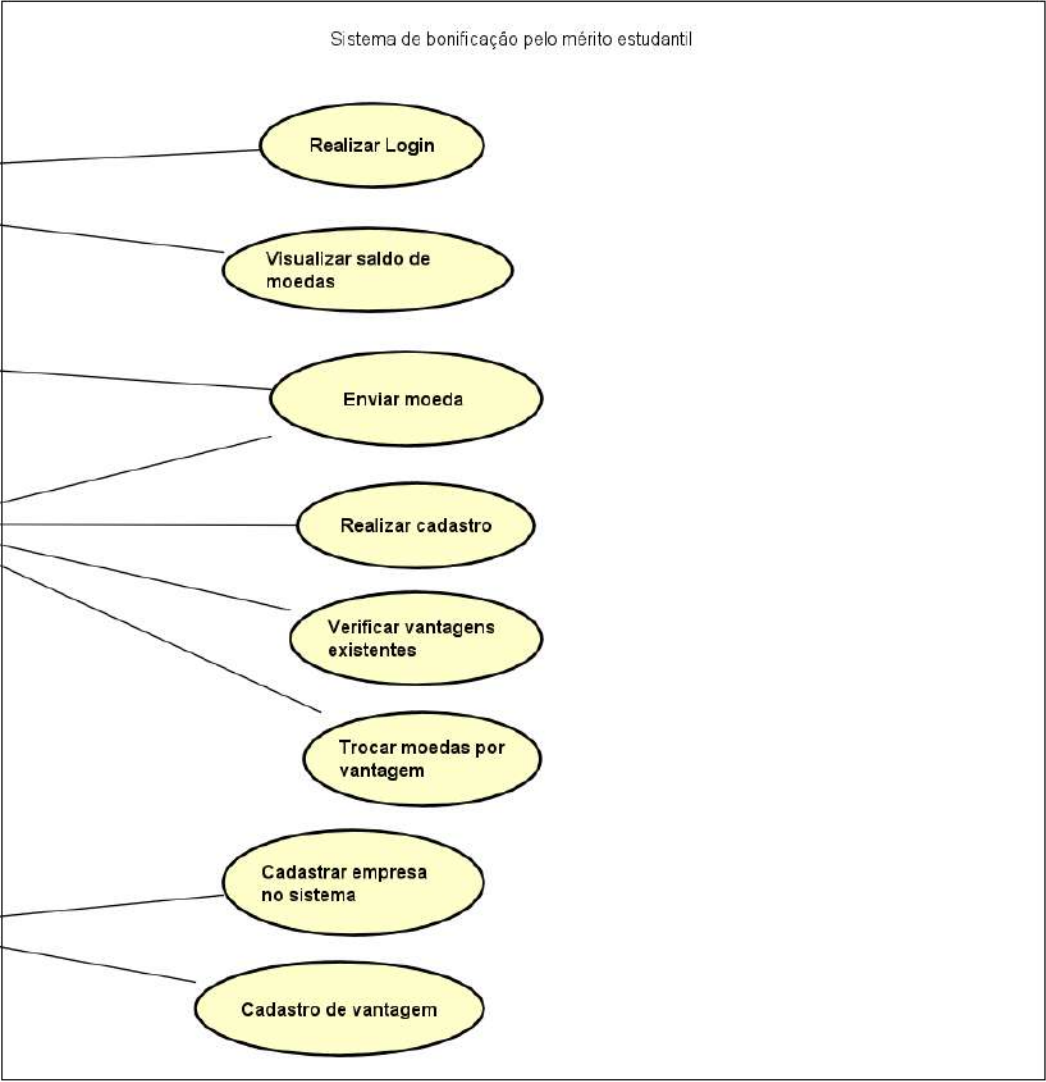 Sistema de bonificação pelo mérito estudantil
Realizar Login
Visualizar saldo de
moedas
Enviar moeda
Realizar cadastro
Verificar vantagens
existentes
Trocar moedas por
vantagem
Cadastrar empresa
no sistema
Cadastro de vantagem